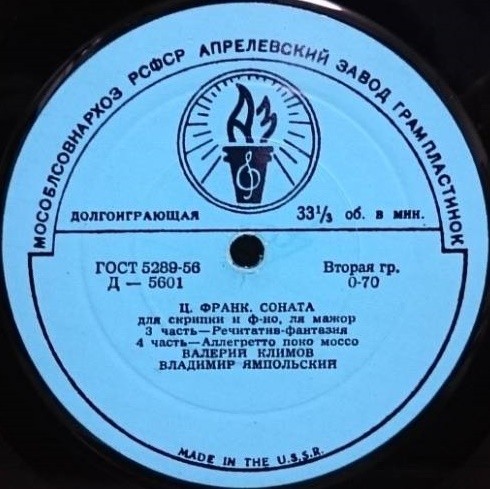 МОСОБЛСОВНАРХОЗ РСФСР АПРЕЛЕВСКИЙ ЗАВОД ГРАМПЛАСТИНОК
АЗ
ДОЛГОИГРАЮЩАЯ 33⅓ об. в мин.
ГОСТ 5289-56 Вторая гр.
Д — 5601 0-70
Ц. ФРАНК. СОНАТА
для скрипки и ф-но, ля мажор
3 часть—Речитатив-фантазия
4 часть—Аллегретто поко моссо
ВАЛЕРИЙ КЛИМОВ
ВЛАДИМИР ЯМПОЛЬСКИЙ
MADE IN THE U.S.S.R.